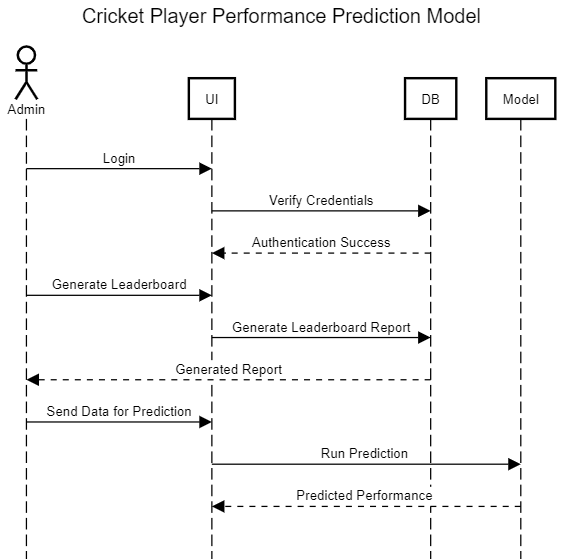 Cricket Player Performance Prediction Model
Admin
UI
DB
Model
Login
Verify Credentials
Authentication Success
Generate Leaderboard
Generate Leaderboard Report
Generated Report
Send Data for Prediction
Run Prediction
Predicted Performance